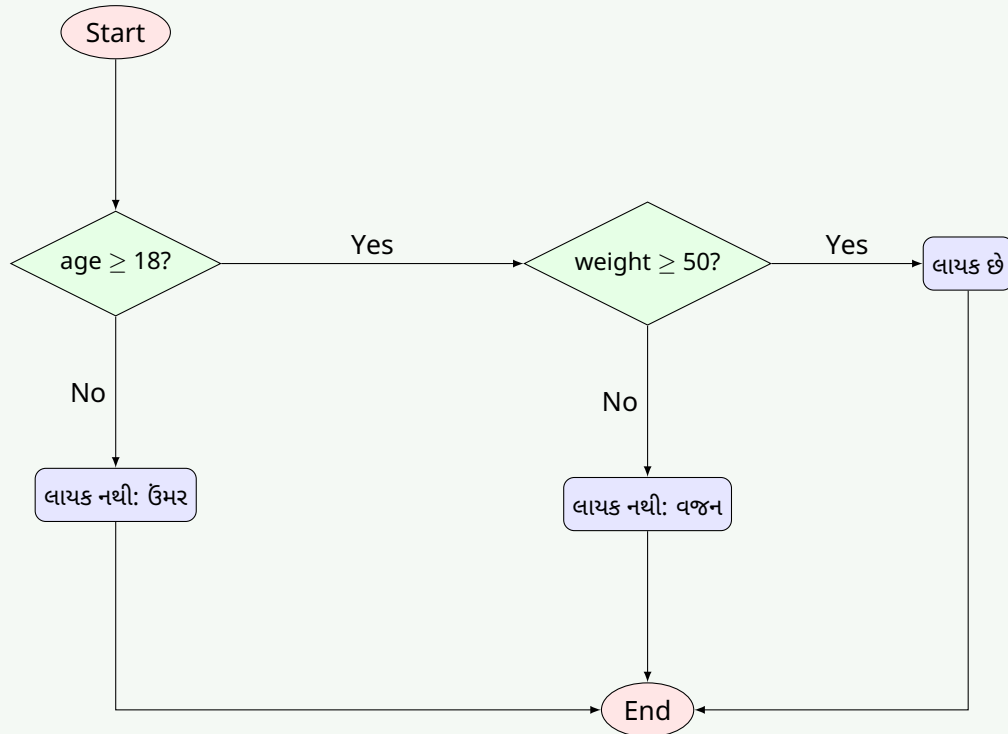 Start
age ≥ 18?
Yes
weight ≥ 50?
Yes
લાયક છે
No
No
લાયક નથી: ઉંમર
લાયક નથી: વજન
End